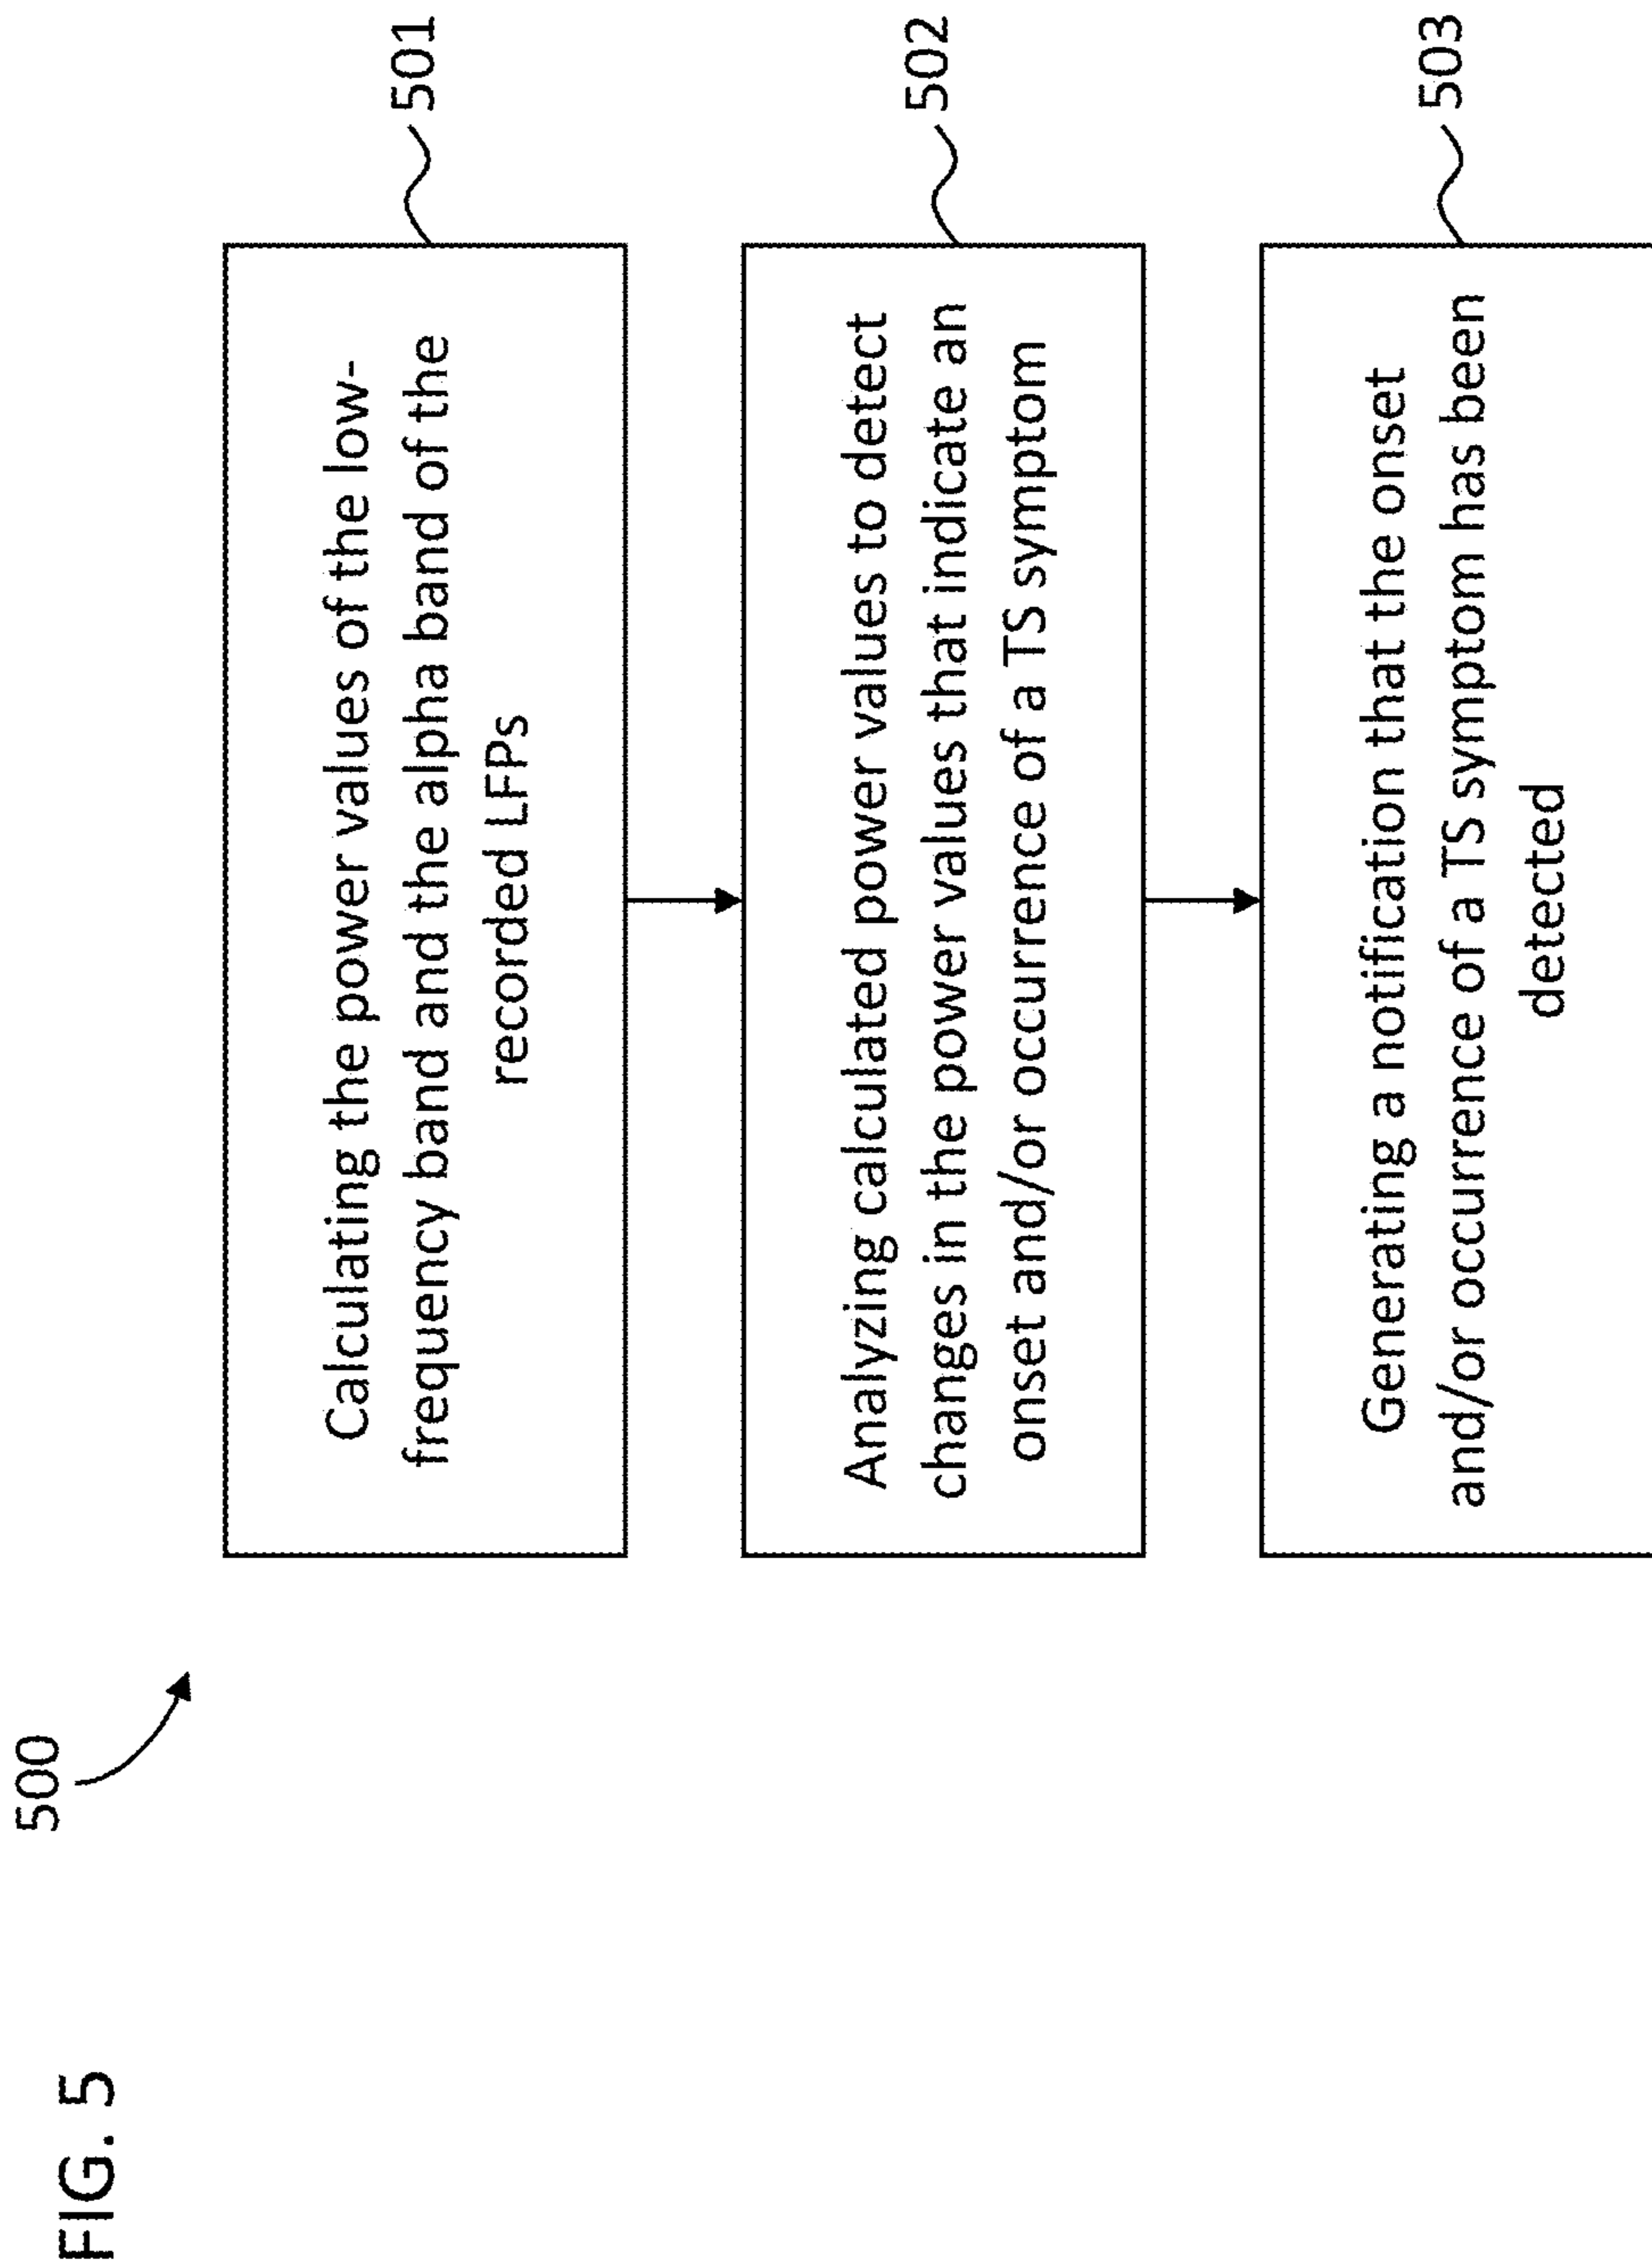 FIG. 5
500
Calculating the power values of the low-
frequency band and the alpha band of the
recorded LFPs
501
Analyzing calculated power values to detect
changes in the power values that indicate an
onset and/or occurrence of a TS symptom
502
Generating a notification that the onset
and/or occurrence of a TS symptom has been
detected
503